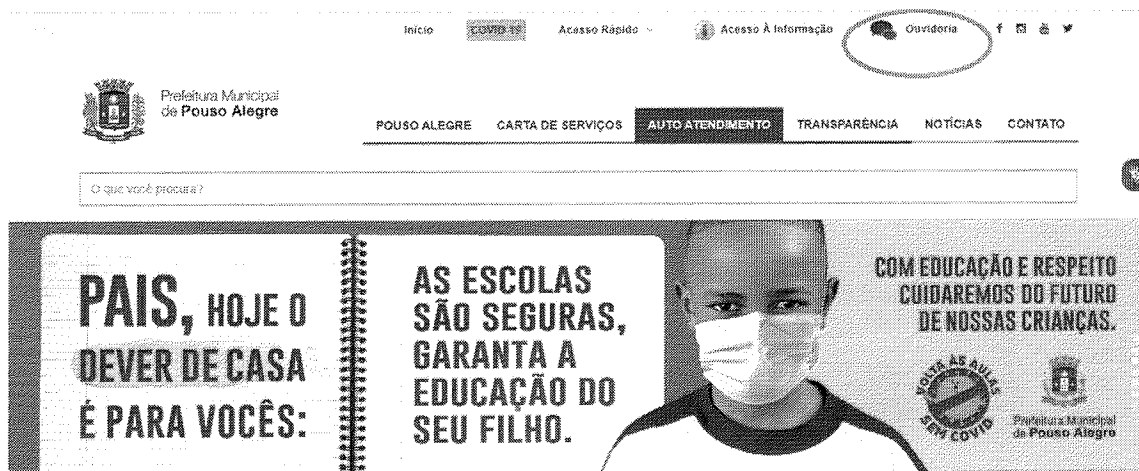 Início COVID-19 Acesso Rápido Acesso À Informação Ouvidoria
Prefeitura Municipal
de Pouso Alegre
POUSO ALEGRE CARTA DE SERVIÇOS AUTO ATENDIMENTO TRANSPARÊNCIA NOTÍCIAS CONTATO
O que você procura?
PAIS, HOJE O
DEVER DE CASA
É PARA VOCÊS:
AS ESCOLAS
SÃO SEGURAS,
GARANTA A
EDUCAÇÃO DO
SEU FILHO.
COM EDUCAÇÃO E RESPEITO
CUIDAREMOS DO FUTURO
DE NOSSAS CRIANÇAS.
VOLTA ÀS AULAS
SEM COVID
Prefeitura Municipal
de Pouso Alegre